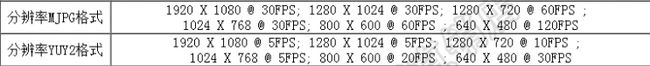 分辨率MJPG格式 1920 X 1080 @ 30FPS; 1280 X 1024 @ 30FPS; 1280 X 720 @ 60FPS ;
1024 X 768 @ 30FPS; 800 X 600 @ 60FPS ; 640 X 480 @ 120FPS
分辨率YUY2格式 1920 X 1080 @ 5FPS; 1280 X 1024 @ 5FPS; 1280 X 720 @ 10FPS ;
1024 X 768 @ 5FPS; 800 X 600 @ 20FPS ; 640 X 480 @ 30FPS